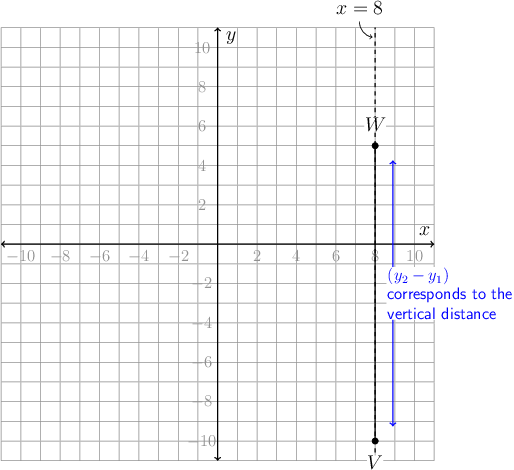 x = 8
y
10
8
6
W
4
2
x
−10 −8 −6 −4 −2 2 4 6 8 10
(y₂ − y₁)
−2
corresponds to the
vertical distance
−4
−6
−8
−10
V